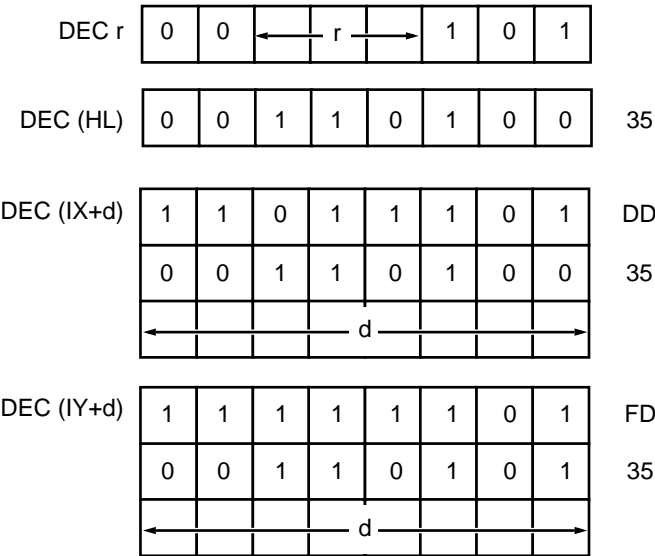 DEC r 0 0 r 1 0 1
DEC (HL) 0 0 1 1 0 1 0 0 35
DEC (IX+d) 1 1 0 1 1 1 0 1 DD
0 0 1 1 0 1 0 0 35
d
DEC (IY+d) 1 1 1 1 1 1 0 1 FD
0 0 1 1 0 1 0 1 35
d